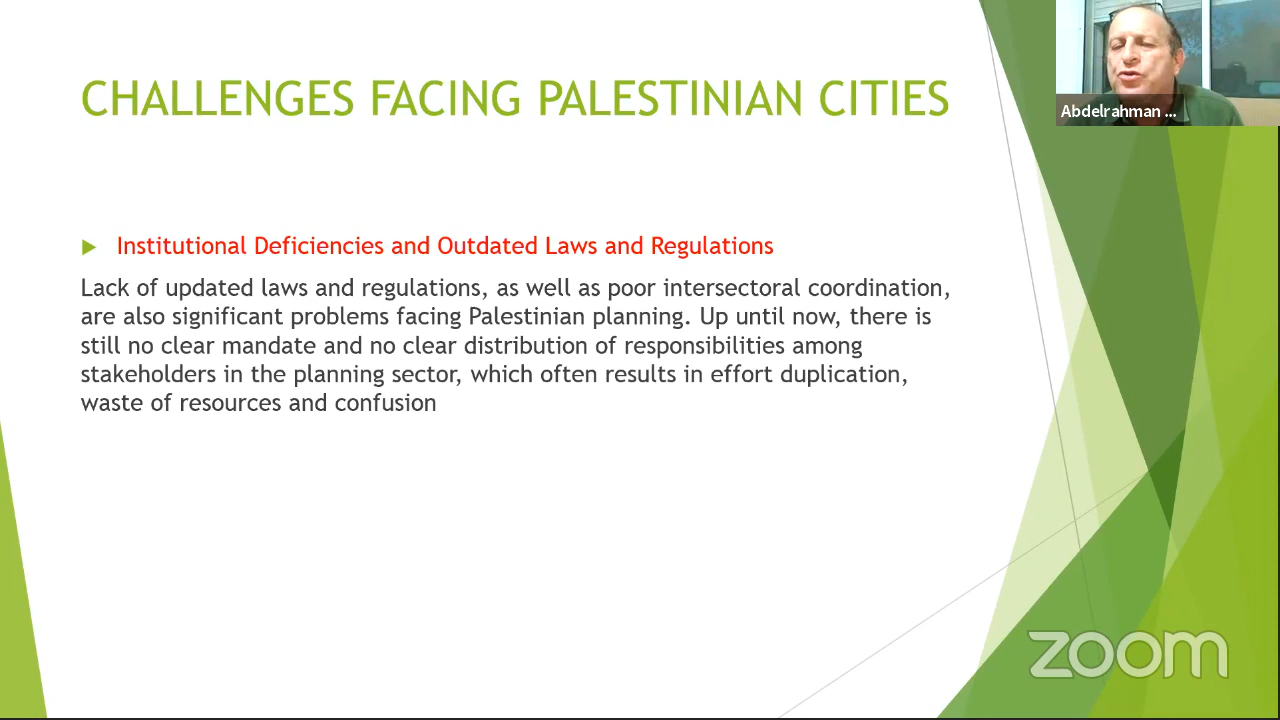 CHALLENGES FACING PALESTINIAN CITIES
Abdelrahman ...
Institutional Deficiencies and Outdated Laws and Regulations
Lack of updated laws and regulations, as well as poor intersectoral coordination,
are also significant problems facing Palestinian planning. Up until now, there is
still no clear mandate and no clear distribution of responsibilities among
stakeholders in the planning sector, which often results in effort duplication,
waste of resources and confusion
zoom